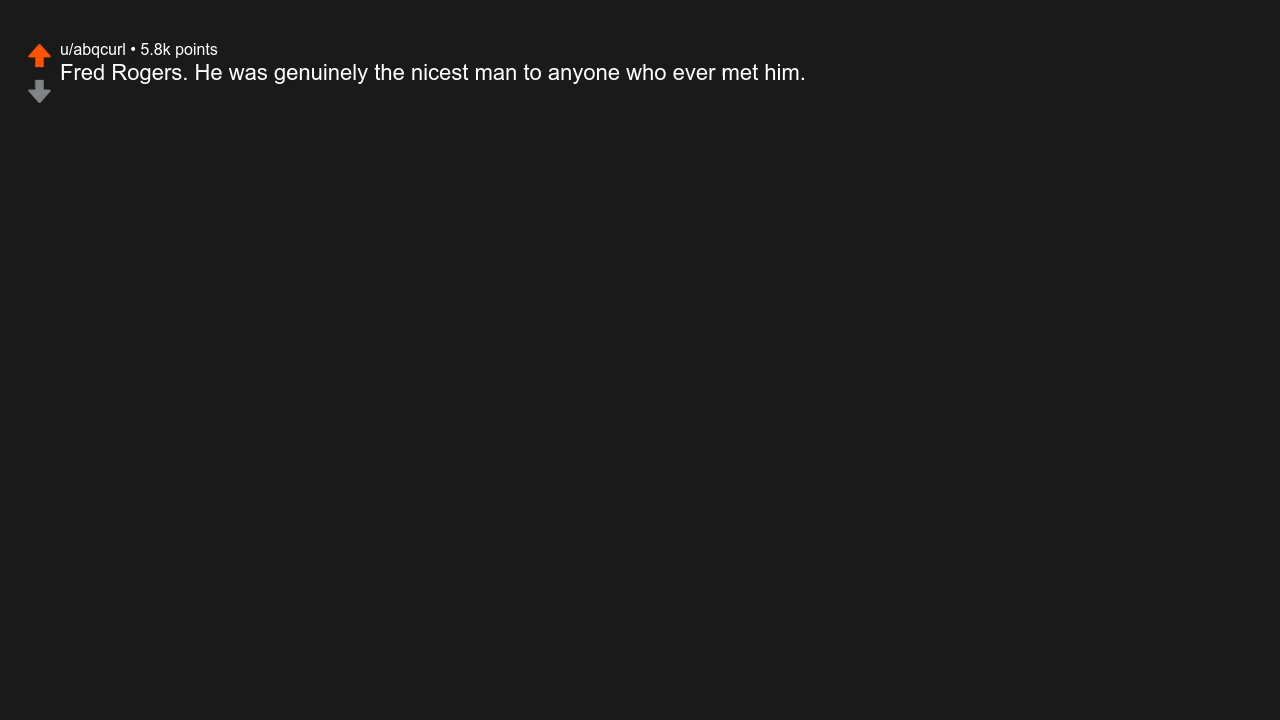 u/abqcurl • 5.8k points
Fred Rogers. He was genuinely the nicest man to anyone who ever met him.